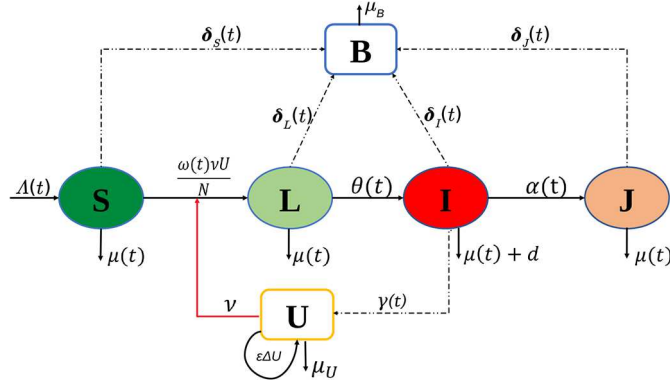 μ_B
δ_S(t)
B
δ_J(t)
δ_L(t)
δ_I(t)
Λ(t)
S
ω(t)νU
N
L
θ(t)
I
α(t)
J
μ(t)
μ(t)
μ(t) + d
μ(t)
ν
U
γ(t)
εΔU
μ_U